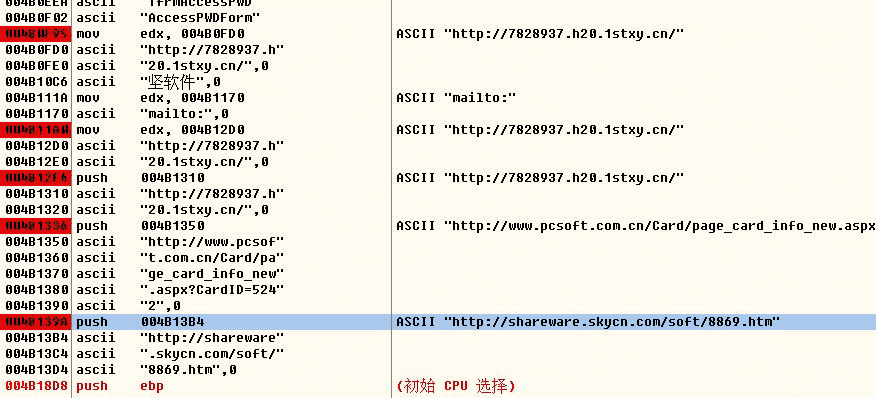 004B0EEA ascii "TfrmAccessPWD"
004B0F02 ascii "AccessPWDForm"
mov edx, 004B0FD0 ASCII "http://7828937.h20.1stxy.cn/"
004B0FD0 ascii "http://7828937.h"
004B0FE0 ascii "20.1stxy.cn/",0
004B10C6 ascii "坚软件",0
004B111A mov edx, 004B1170 ASCII "mailto:"
004B1170 ascii "mailto:",0
mov edx, 004B12D0 ASCII "http://7828937.h20.1stxy.cn/"
004B12D0 ascii "http://7828937.h"
004B12E0 ascii "20.1stxy.cn/",0
004B12F6 push 004B1310 ASCII "http://7828937.h20.1stxy.cn/"
004B1310 ascii "http://7828937.h"
004B1320 ascii "20.1stxy.cn/",0
004B1336 push 004B1350 ASCII "http://www.pcsoft.com.cn/Card/page_card_info_new.aspx
004B1350 ascii "http://www.pcsof"
004B1360 ascii "t.com.cn/Card/pa"
004B1370 ascii "ge_card_info_new"
004B1380 ascii ".aspx?CardID=524"
004B1390 ascii "2",0
004B139A push 004B13B4 ASCII "http://shareware.skycn.com/soft/8869.htm"
004B13B4 ascii "http://shareware"
004B13C4 ascii ".skycn.com/soft/"
004B13D4 ascii "8869.htm",0
004B18D8 push ebp (初始 CPU 选择)